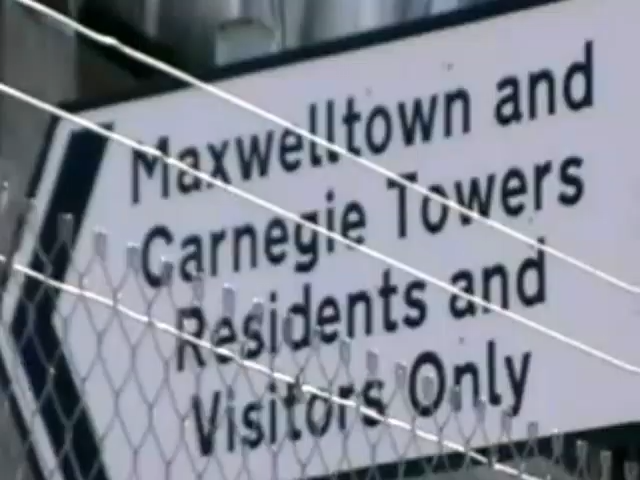 Maxwelltown and
Carnegie Towers
Residents and
Visitors Only